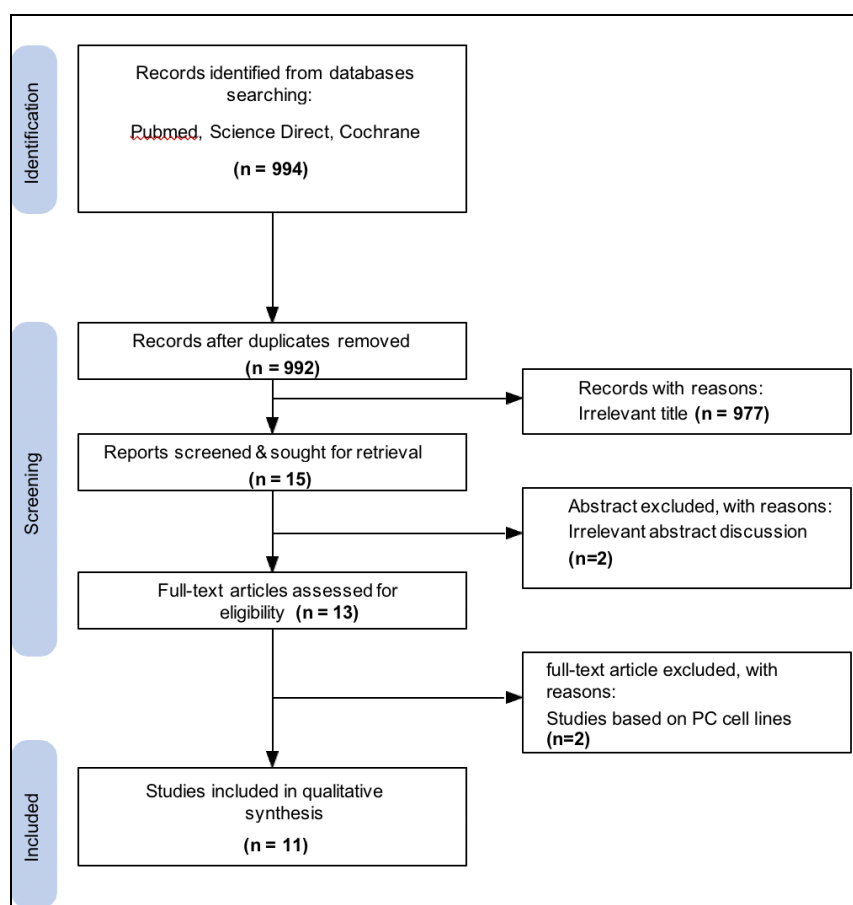 Identification
Records identified from databases
searching:
Pubmed, Science Direct, Cochrane
(n = 994)
Screening
Records after duplicates removed
(n = 992)
Records with reasons:
Irrelevant title (n = 977)
Reports screened & sought for retrieval
(n = 15)
Abstract excluded, with reasons:
Irrelevant abstract discussion
(n=2)
Full-text articles assessed for
eligibility (n = 13)
full-text article excluded, with
reasons:
Studies based on PC cell lines
(n=2)
Included
Studies included in qualitative
synthesis
(n = 11)